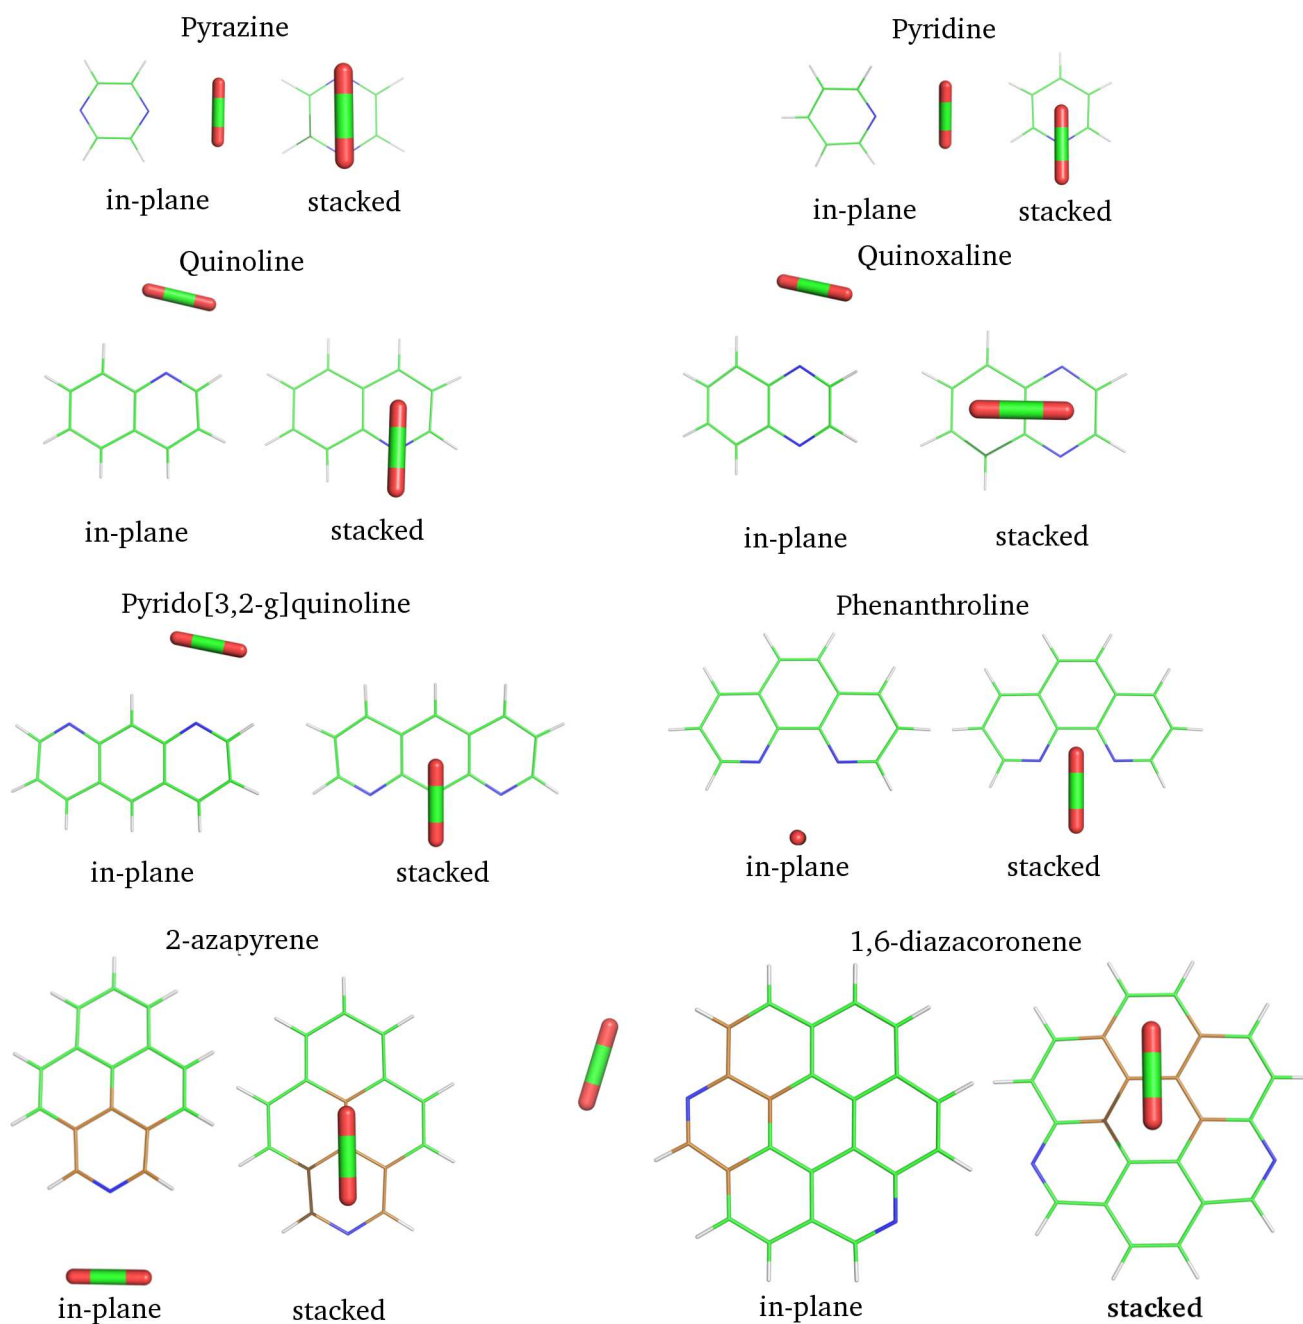 Pyrazine
Pyridine
in-plane
stacked
in-plane
stacked
Quinoline
Quinoxaline
in-plane
stacked
in-plane
stacked
Pyrido[3,2-g]quinoline
Phenanthroline
in-plane
stacked
in-plane
stacked
2-azapyrene
1,6-diazacoronene
in-plane
stacked
in-plane
stacked